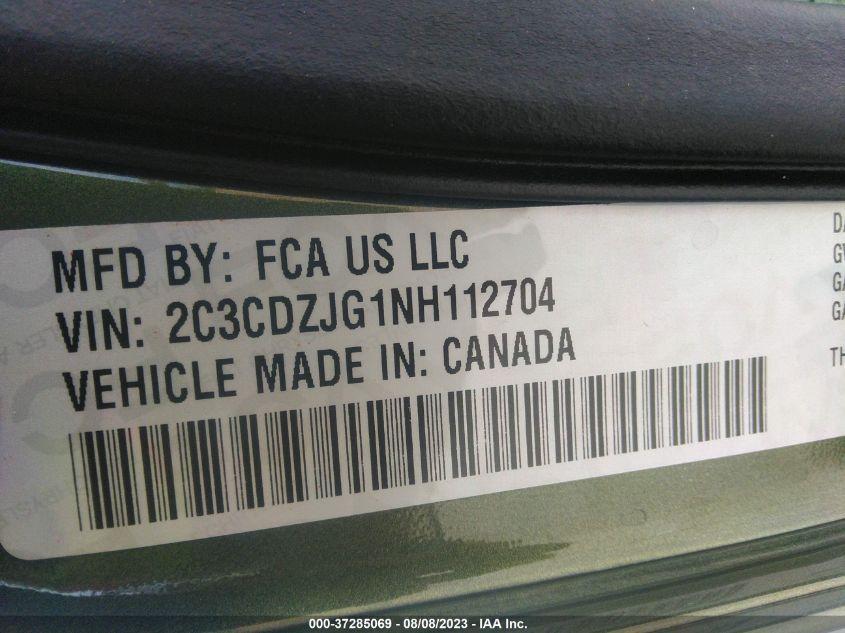 MFD BY: FCA US LLC
VIN: 2C3CDZJG1NH112704
VEHICLE MADE IN: CANADA
000-37285069 - 08/08/2023 - IAA Inc.